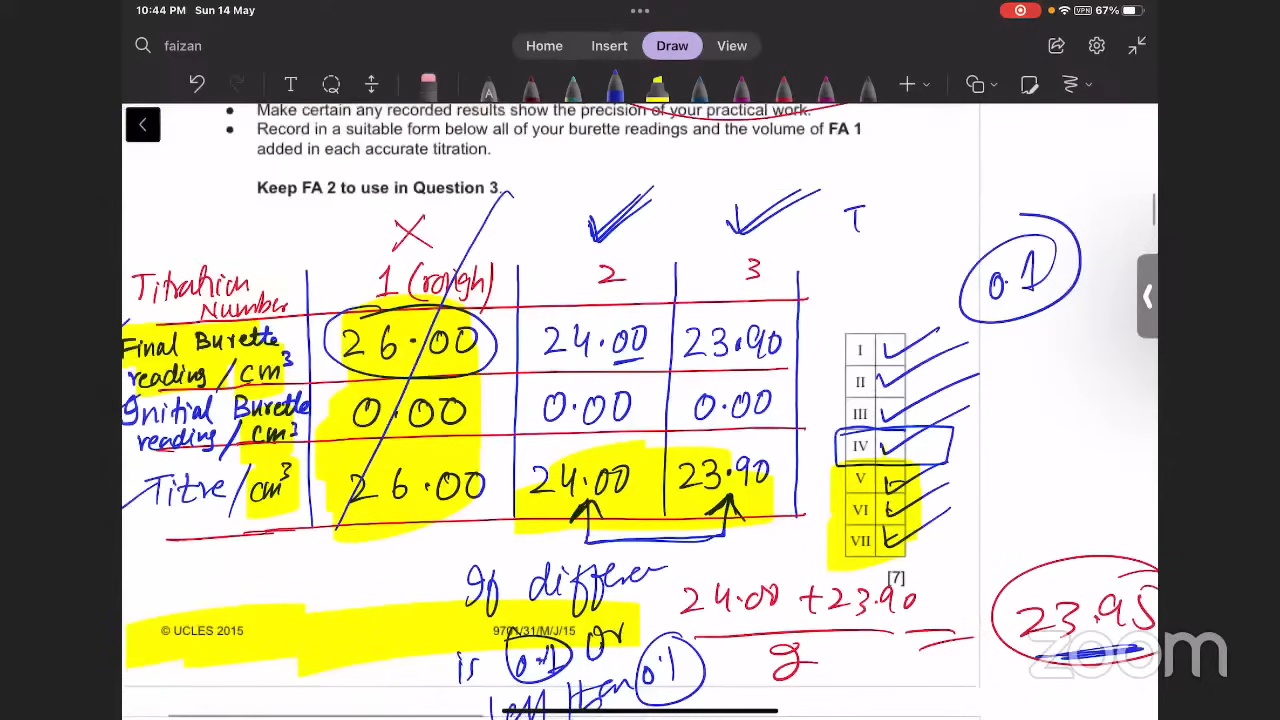 10:44 PM Sun 14 May
67%
VPN
faizan
Home Insert Draw View
Make certain any recorded results show the precision of your practical work.
Record in a suitable form below all of your burette readings and the volume of FA 1
added in each accurate titration.
Keep FA 2 to use in Question 3.
T
0.1
Titration Number 1 (rough) 2 3
Final Burette reading / cm³ 26.00 24.00 23.90
Initial Burette reading / cm³ 0.00 0.00 0.00
Titre / cm³ 26.00 24.00 23.90
I
II
III
IV
V
VI
VII
[7]
If differen
is 0.1 or
less than 0.1
24.00 + 23.90
2
= 23.95
© UCLES 2015 9701/31/M/J/15
zoom